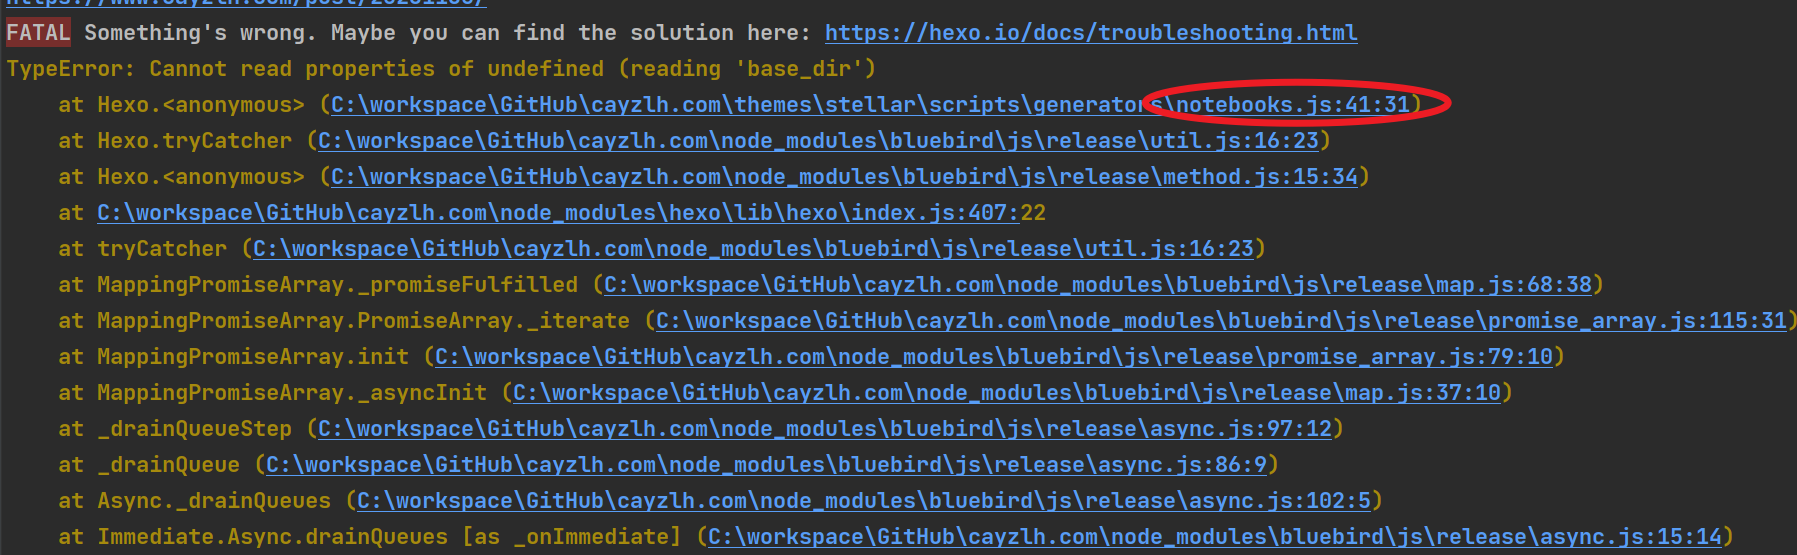 https://www.cayzlh.com/post/20231106/
FATAL Something's wrong. Maybe you can find the solution here: https://hexo.io/docs/troubleshooting.html
TypeError: Cannot read properties of undefined (reading 'base_dir')
    at Hexo.<anonymous> (C:\workspace\GitHub\cayzlh.com\themes\stellar\scripts\generators\notebooks.js:41:31)
    at Hexo.tryCatcher (C:\workspace\GitHub\cayzlh.com\node_modules\bluebird\js\release\util.js:16:23)
    at Hexo.<anonymous> (C:\workspace\GitHub\cayzlh.com\node_modules\bluebird\js\release\method.js:15:34)
    at C:\workspace\GitHub\cayzlh.com\node_modules\hexo\lib\hexo\index.js:407:22
    at tryCatcher (C:\workspace\GitHub\cayzlh.com\node_modules\bluebird\js\release\util.js:16:23)
    at MappingPromiseArray._promiseFulfilled (C:\workspace\GitHub\cayzlh.com\node_modules\bluebird\js\release\map.js:68:38)
    at MappingPromiseArray.PromiseArray._iterate (C:\workspace\GitHub\cayzlh.com\node_modules\bluebird\js\release\promise_array.js:115:31)
    at MappingPromiseArray.init (C:\workspace\GitHub\cayzlh.com\node_modules\bluebird\js\release\promise_array.js:79:10)
    at MappingPromiseArray._asyncInit (C:\workspace\GitHub\cayzlh.com\node_modules\bluebird\js\release\map.js:37:10)
    at _drainQueueStep (C:\workspace\GitHub\cayzlh.com\node_modules\bluebird\js\release\async.js:97:12)
    at _drainQueue (C:\workspace\GitHub\cayzlh.com\node_modules\bluebird\js\release\async.js:86:9)
    at Async._drainQueues (C:\workspace\GitHub\cayzlh.com\node_modules\bluebird\js\release\async.js:102:5)
    at Immediate.Async.drainQueues [as _onImmediate] (C:\workspace\GitHub\cayzlh.com\node_modules\bluebird\js\release\async.js:15:14)